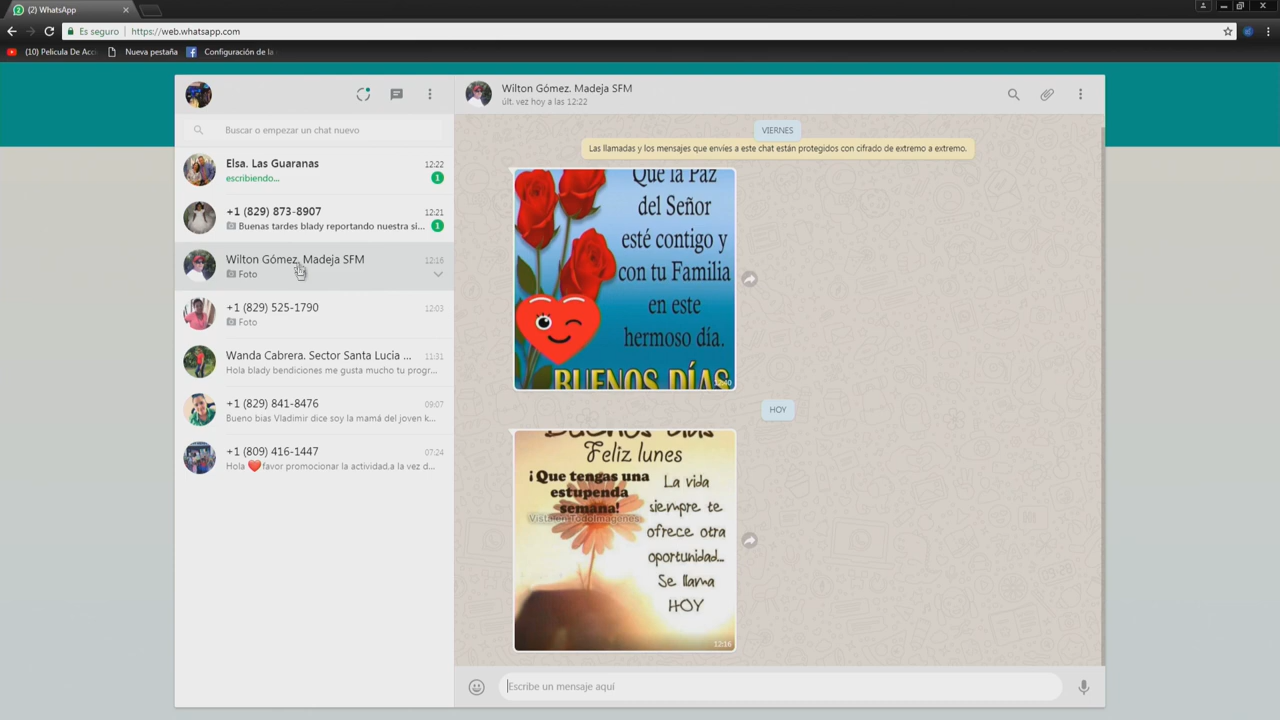 (2) WhatsApp
Es seguro
https://web.whatsapp.com
(10) Pelicula De Acci
Nueva pestaña
Configuración de la
Buscar o empezar un chat nuevo
Elsa. Las Guaranas
12:22
escribiendo...
1
+1 (829) 873-8907
12:21
Buenas tardes blady reportando nuestra si...
1
Wilton Gómez. Madeja SFM
12:16
Foto
+1 (829) 525-1790
12:03
Foto
Wanda Cabrera. Sector Santa Lucia ...
11:31
Hola blady bendiciones me gusta mucho tu progr...
+1 (829) 841-8476
09:07
Bueno bias Vladimir dice soy la mamá del joven k...
+1 (809) 416-1447
07:24
Hola ❤️favor promocionar la actividad.a la vez d...
Wilton Gómez. Madeja SFM
últ. vez hoy a las 12:22
VIERNES
Las llamadas y los mensajes que envíes a este chat están protegidos con cifrado de extremo a extremo.
Que la Paz
del Señor
esté contigo y
con tu Familia
en este
hermoso día.
BUENOS DÍAS
HOY
Buenos días
Feliz lunes
¡Que tengas una
estupenda
semana!
La vida
siempre te
ofrece otra
oportunidad...
Se llama
HOY
12:16
Escribe un mensaje aquí